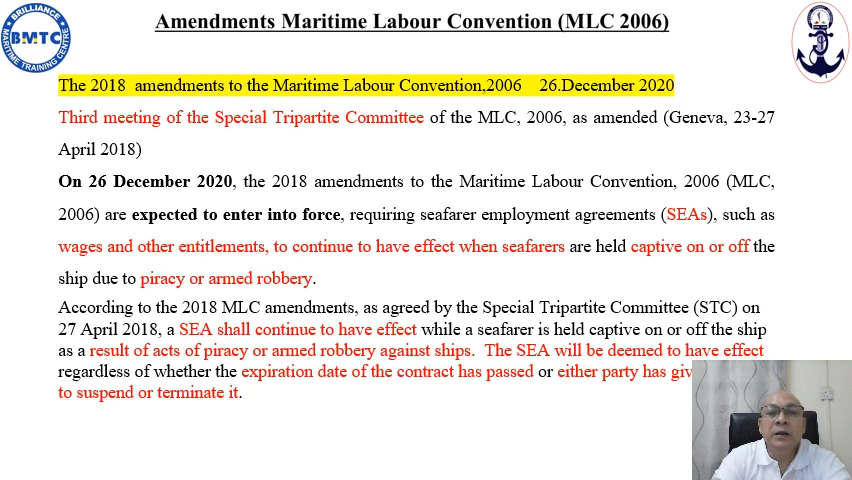 Amendments Maritime Labour Convention (MLC 2006)
BRILLIANCE
BMTC
MARITIME TRAINING CENTRE
The 2018 amendments to the Maritime Labour Convention,2006 26.December 2020
Third meeting of the Special Tripartite Committee of the MLC, 2006, as amended (Geneva, 23-27
April 2018)
On 26 December 2020, the 2018 amendments to the Maritime Labour Convention, 2006 (MLC,
2006) are expected to enter into force, requiring seafarer employment agreements (SEAs), such as
wages and other entitlements, to continue to have effect when seafarers are held captive on or off the
ship due to piracy or armed robbery.
According to the 2018 MLC amendments, as agreed by the Special Tripartite Committee (STC) on
27 April 2018, a SEA shall continue to have effect while a seafarer is held captive on or off the ship
as a result of acts of piracy or armed robbery against ships. The SEA will be deemed to have effect
regardless of whether the expiration date of the contract has passed or either party has giv
to suspend or terminate it.